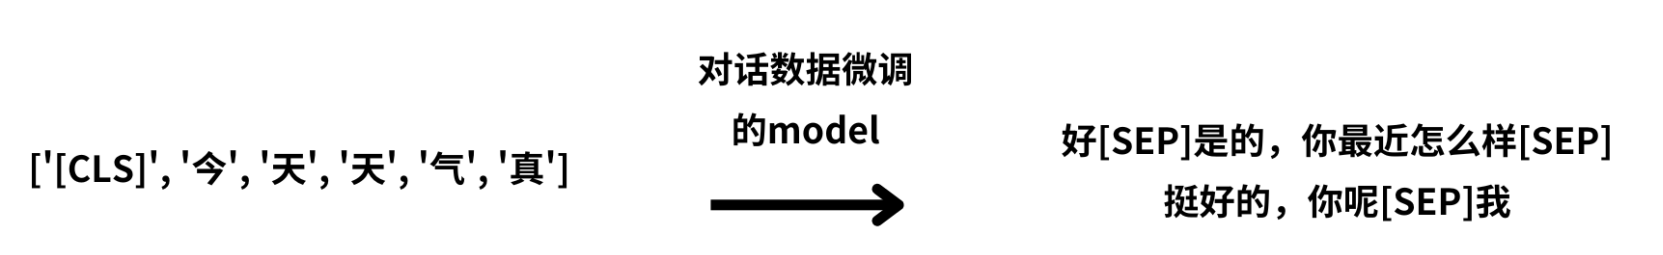 ['[CLS]', '今', '天', '天', '气', '真']
对话数据微调
的model
好[SEP]是的，你最近怎么样[SEP]
挺好的，你呢[SEP]我